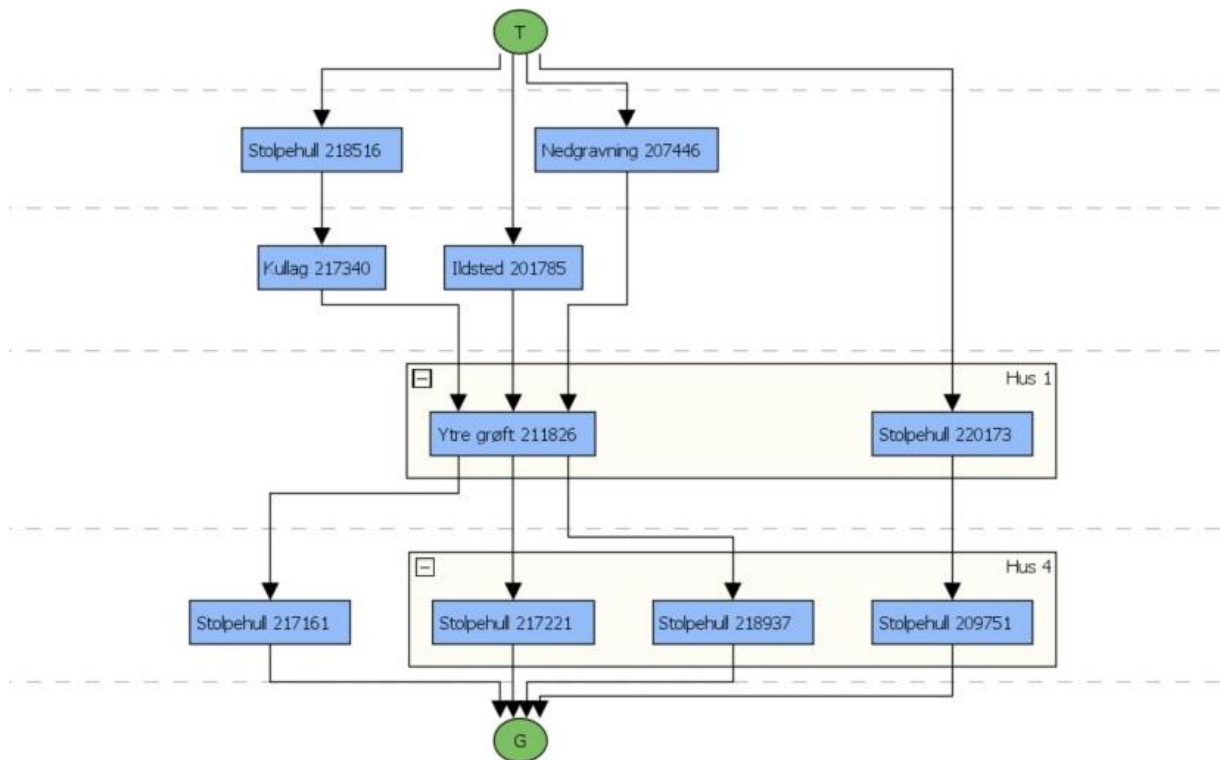 T
Stolpehull 218516
Nedgravning 207446
Kullag 217340
Ildsted 201785
Hus 1
Ytre grøft 211826
Stolpehull 220173
Hus 4
Stolpehull 217161
Stolpehull 217221
Stolpehull 218937
Stolpehull 209751
G